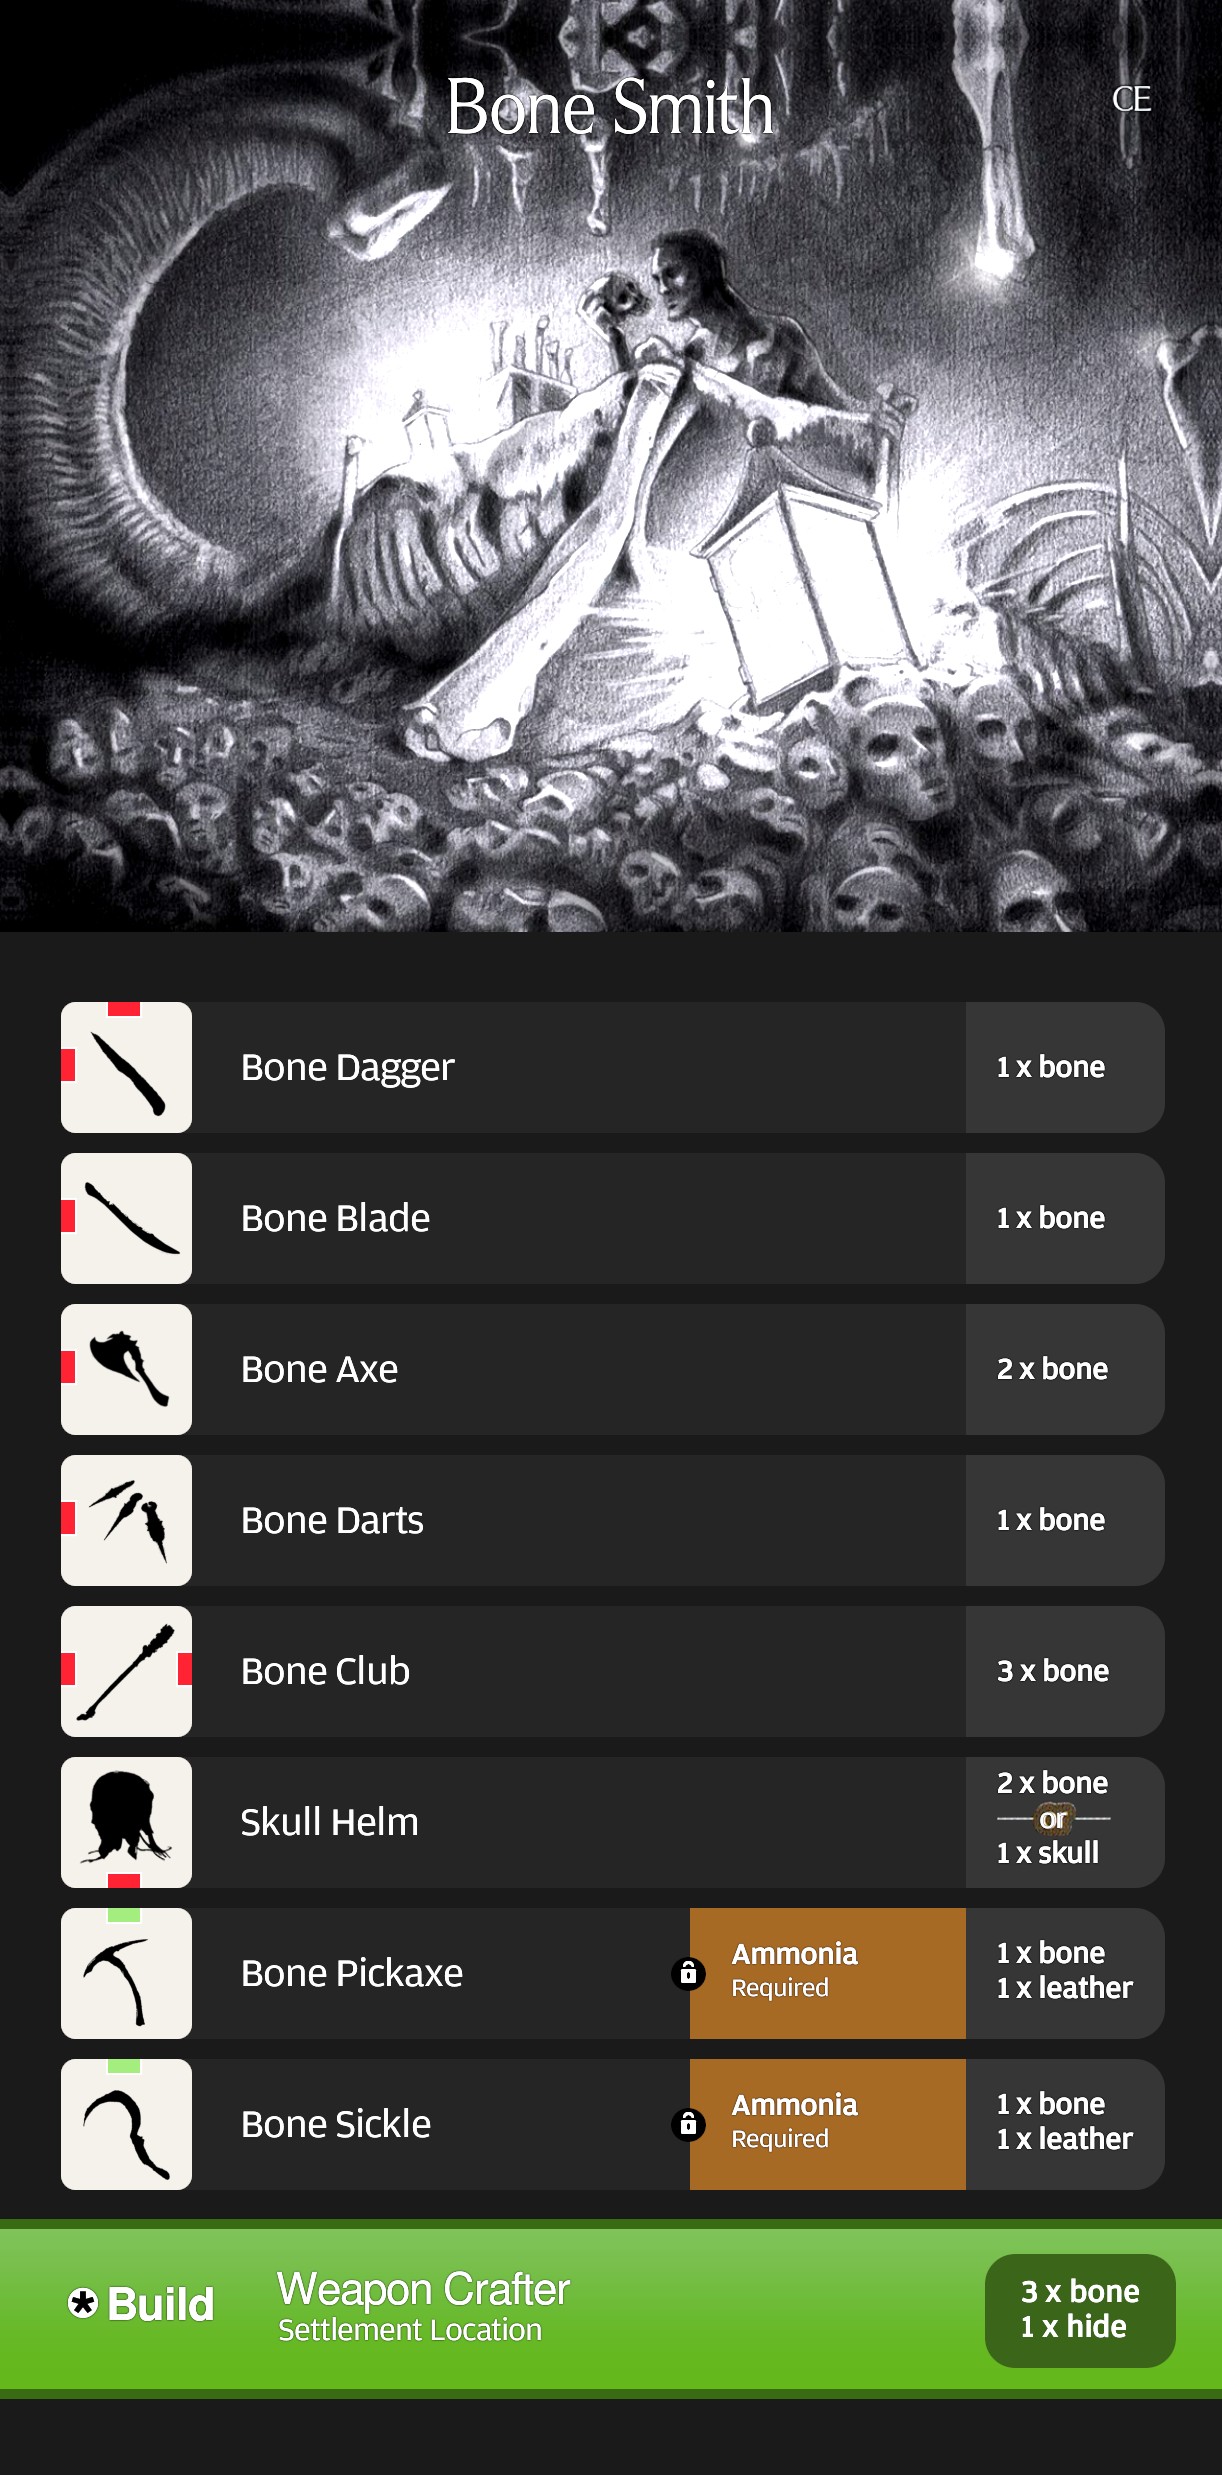 Bone Smith
CE
Bone Dagger
1 x bone
Bone Blade
1 x bone
Bone Axe
2 x bone
Bone Darts
1 x bone
Bone Club
3 x bone
Skull Helm
2 x bone
or
1 x skull
Bone Pickaxe
Ammonia
Required
1 x bone
1 x leather
Bone Sickle
Ammonia
Required
1 x bone
1 x leather
Build
Weapon Crafter
Settlement Location
3 x bone
1 x hide